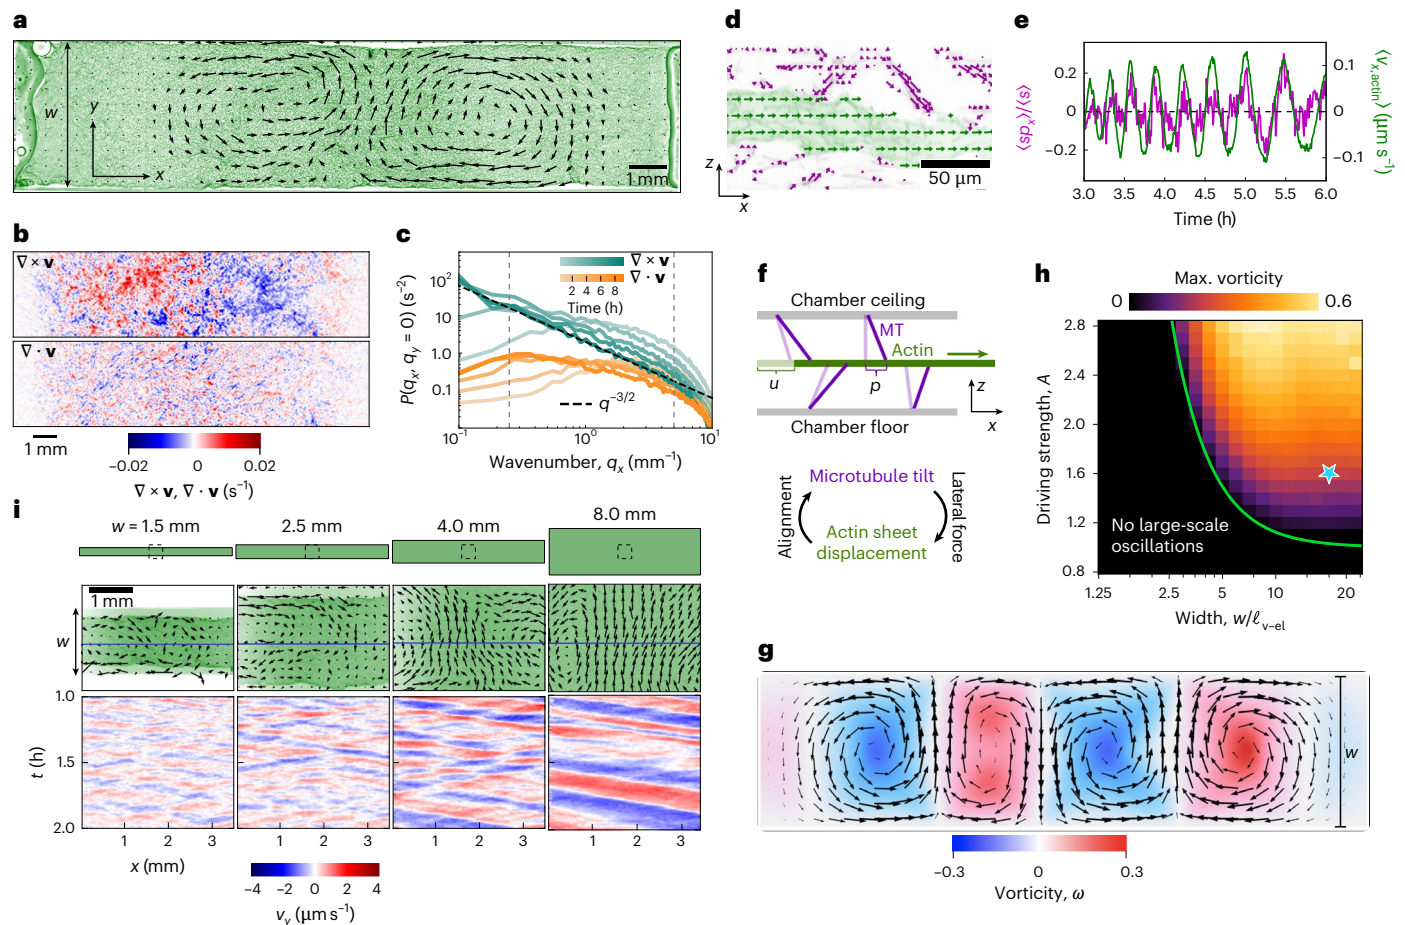 a
w
y
x
1 mm
b
∇ × v
∇ · v
1 mm
−0.02 0 0.02
∇ × v, ∇ · v (s⁻¹)
c
P(qₓ, q_y = 0) (s⁻²)
10²
10
1.0
0.1
∇ × v
∇ · v
2 4 6 8
Time (h)
q⁻³/²
10⁻¹ 10⁰ 10¹
Wavenumber, qₓ (mm⁻¹)
d
z
x
50 µm
e
⟨spₓ⟩/⟨s⟩
0.2
0
−0.2
0.1
0
−0.1
⟨vₓ,actin⟩ (µm s⁻¹)
3.0 3.5 4.0 4.5 5.0 5.5 6.0
Time (h)
f
Chamber ceiling
MT
Actin
u
p
z
x
Chamber floor
Microtubule tilt
Alignment
Lateral force
Actin sheet
displacement
h
Max. vorticity
0 0.6
Driving strength, A
2.8
2.4
2.0
1.6
1.2
0.8
No large-scale
oscillations
1.25 2.5 5 10 20
Width, w/ℓv–el
g
w
−0.3 0 0.3
Vorticity, ω
i
w = 1.5 mm 2.5 mm 4.0 mm 8.0 mm
1 mm
w
t (h)
1.0
1.5
2.0
1 2 3 1 2 3 1 2 3 1 2 3
x (mm)
−4 −2 0 2 4
v_y (µm s⁻¹)